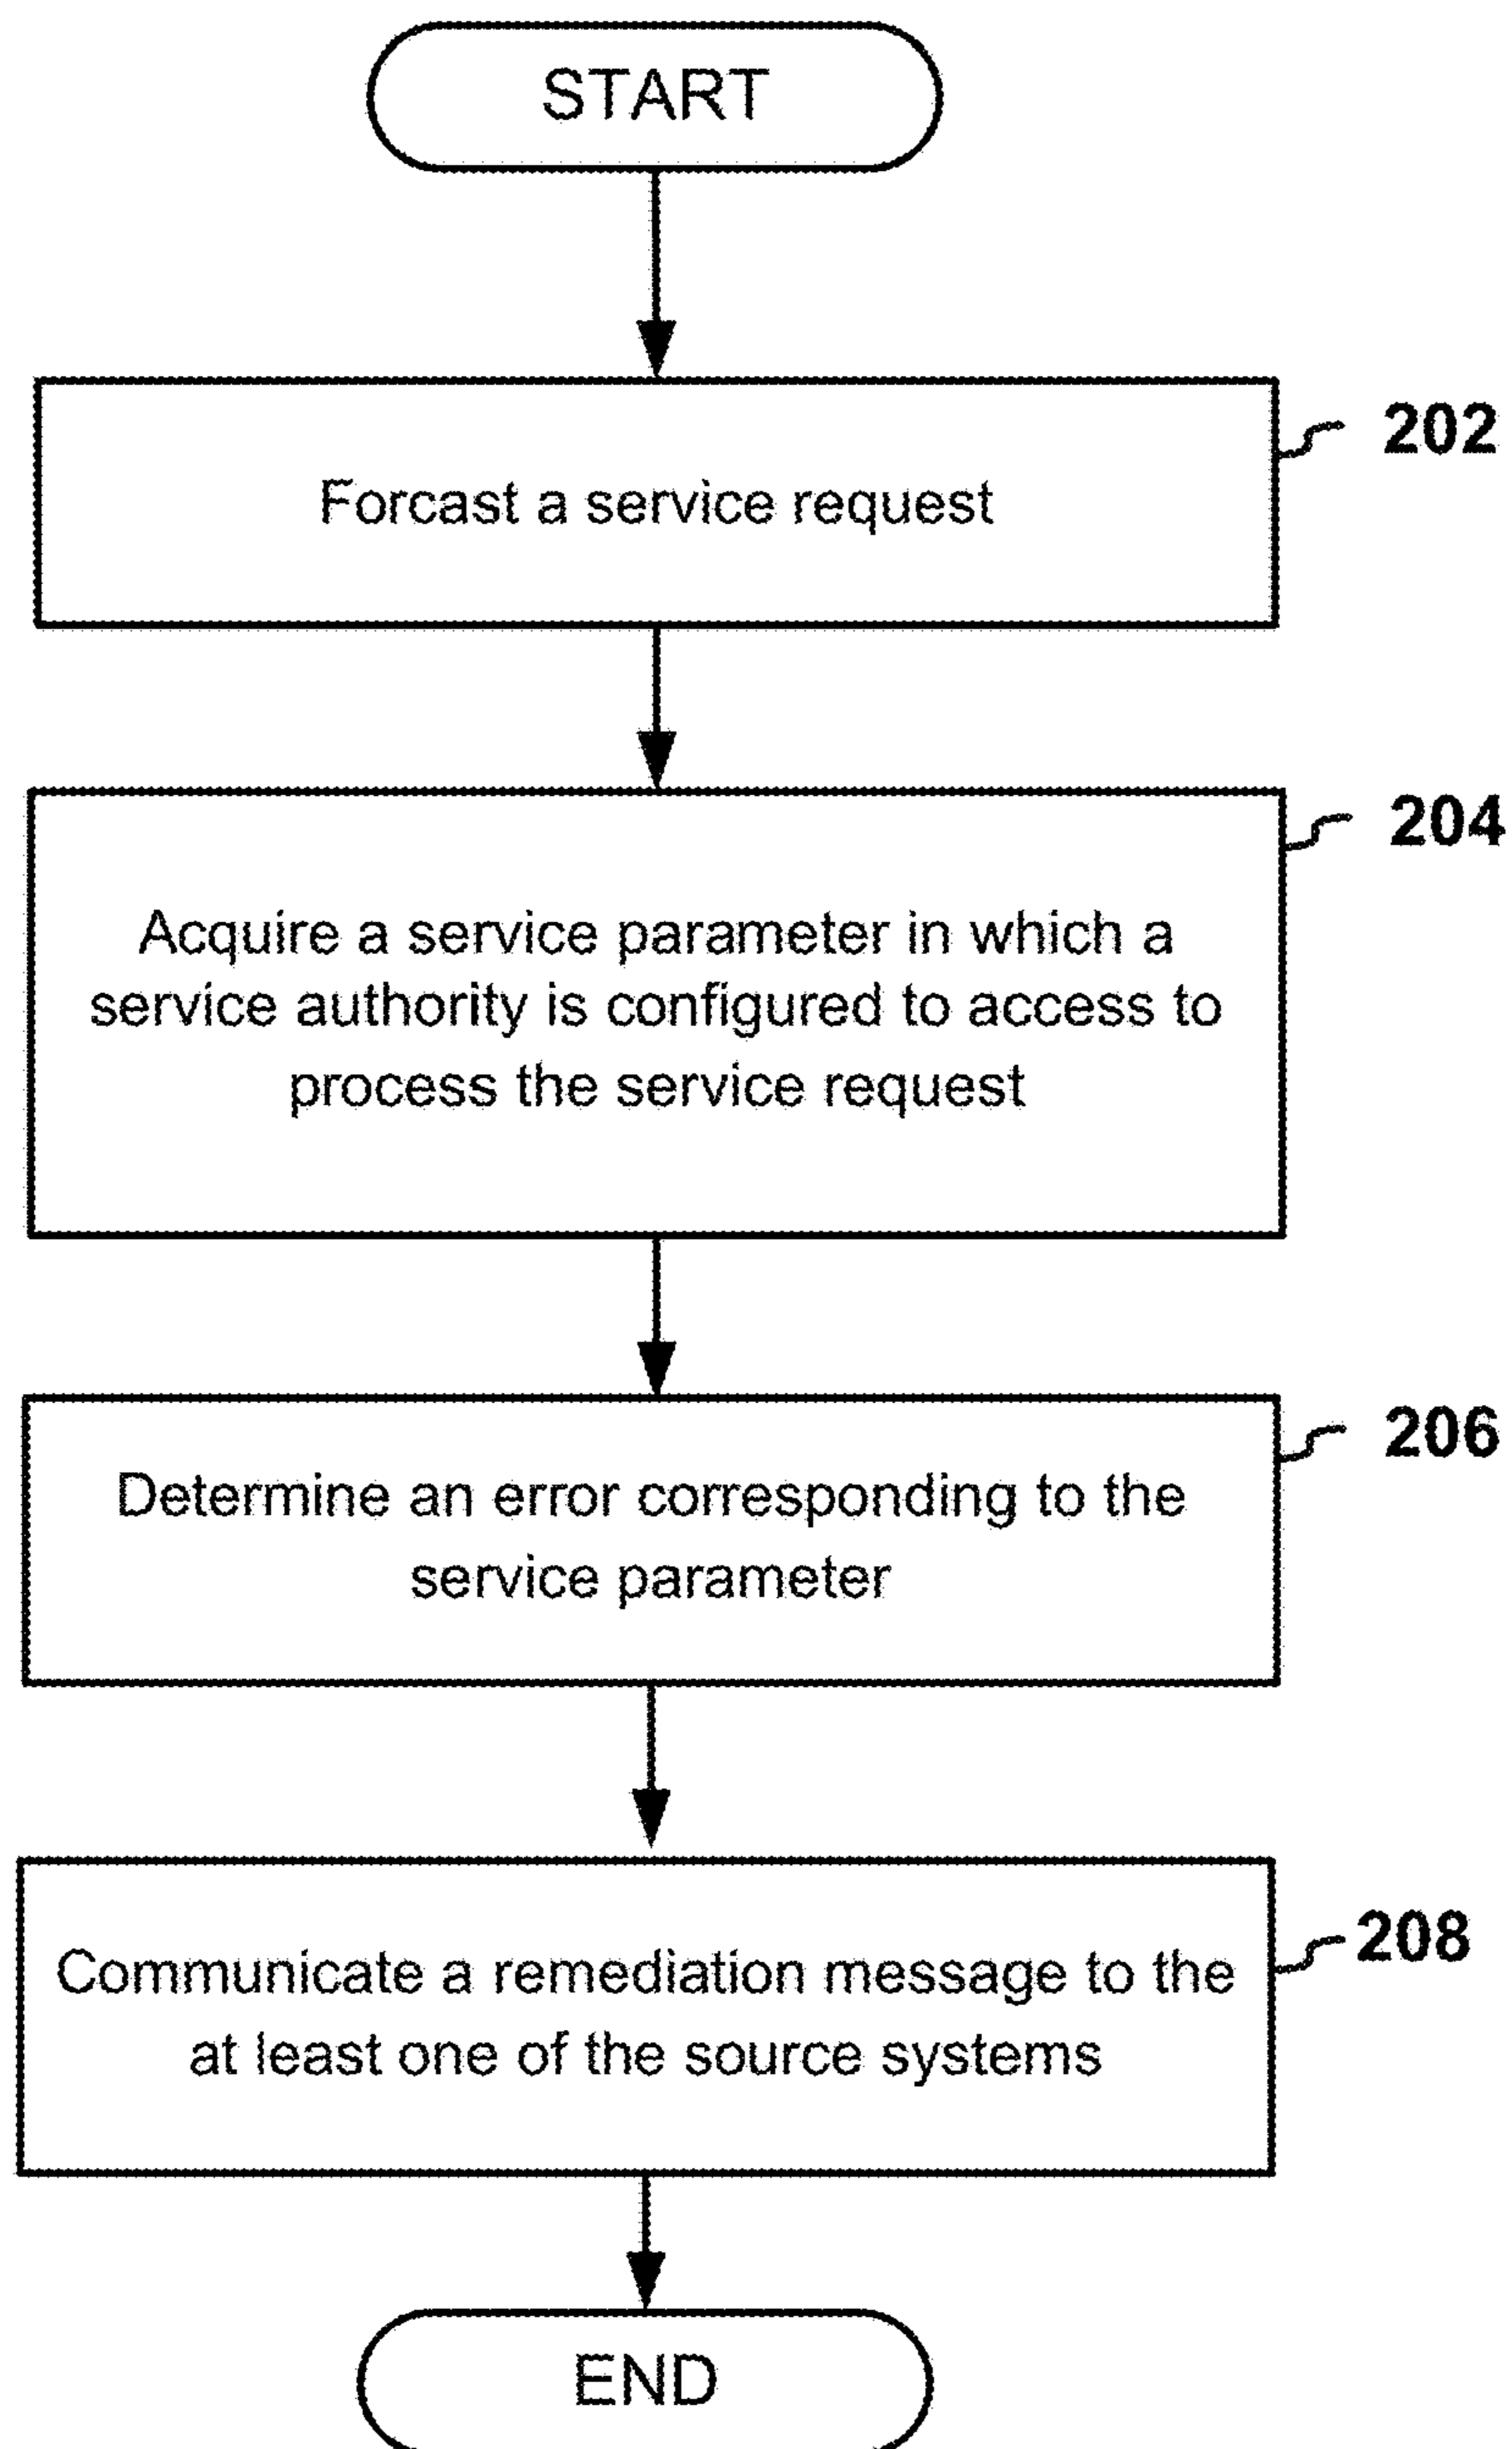 START
202
Forcast a service request
204
Acquire a service parameter in which a
service authority is configured to access to
process the service request
206
Determine an error corresponding to the
service parameter
208
Communicate a remediation message to the
at least one of the source systems
END